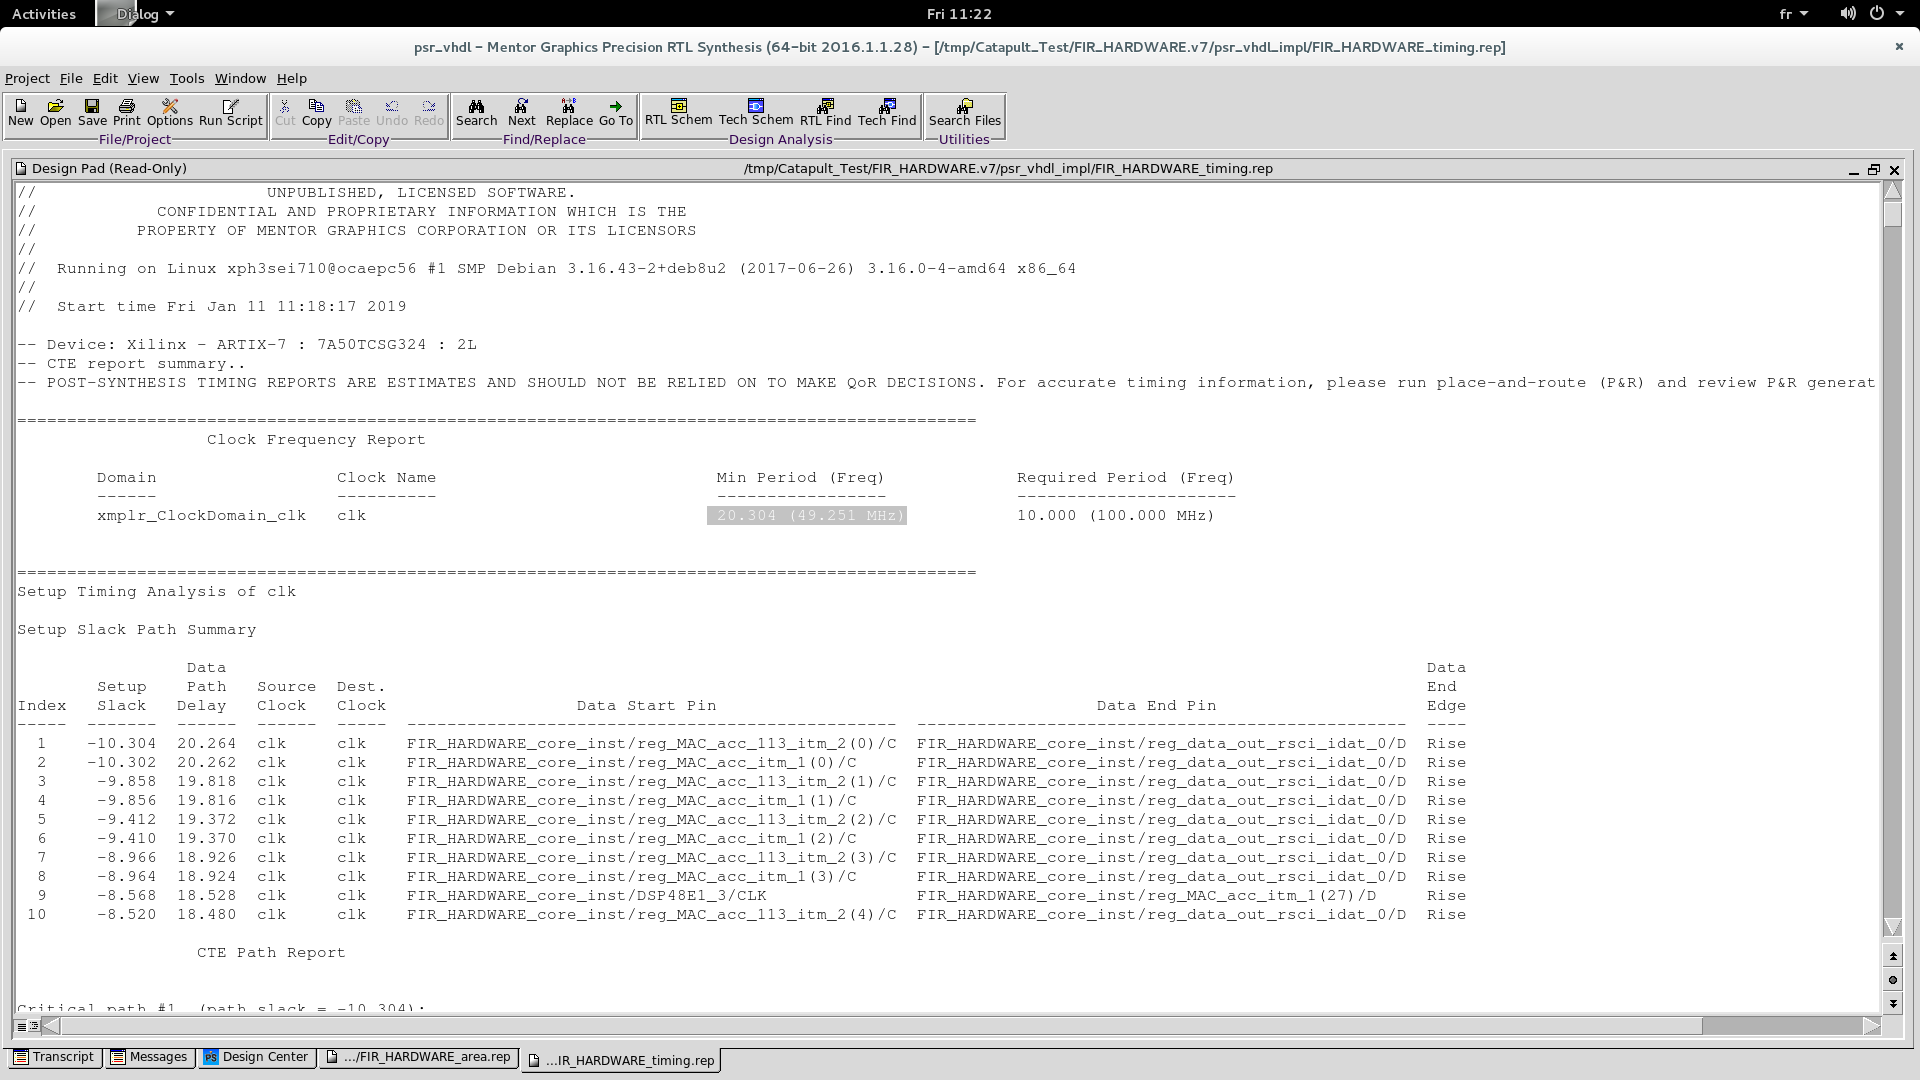 Activities Dialog Fri 11:22 fr
psr_vhdl - Mentor Graphics Precision RTL Synthesis (64-bit 2016.1.1.28) - [/tmp/Catapult_Test/FIR_HARDWARE.v7/psr_vhdl_impl/FIR_HARDWARE_timing.rep]
Project File Edit View Tools Window Help
New Open Save Print Options Run Script Cut Copy Paste Undo Redo Search Next Replace Go To RTL Schem Tech Schem RTL Find Tech Find Search Files
File/Project Edit/Copy Find/Replace Design Analysis Utilities
Design Pad (Read-Only) /tmp/Catapult_Test/FIR_HARDWARE.v7/psr_vhdl_impl/FIR_HARDWARE_timing.rep
// UNPUBLISHED, LICENSED SOFTWARE.
// CONFIDENTIAL AND PROPRIETARY INFORMATION WHICH IS THE
// PROPERTY OF MENTOR GRAPHICS CORPORATION OR ITS LICENSORS
//
// Running on Linux xph3sei710@ocaepc56 #1 SMP Debian 3.16.43-2+deb8u2 (2017-06-26) 3.16.0-4-amd64 x86_64
//
// Start time Fri Jan 11 11:18:17 2019
-- Device: Xilinx - ARTIX-7 : 7A50TCSG324 : 2L
-- CTE report summary..
-- POST-SYNTHESIS TIMING REPORTS ARE ESTIMATES AND SHOULD NOT BE RELIED ON TO MAKE QoR DECISIONS. For accurate timing information, please run place-and-route (P&R) and review P&R generat
================================================================================================
Clock Frequency Report
Domain Clock Name Min Period (Freq) Required Period (Freq)
------ ---------- ----------------- ----------------------
xmplr_ClockDomain_clk clk 20.304 (49.251 MHz) 10.000 (100.000 MHz)
================================================================================================
Setup Timing Analysis of clk
Setup Slack Path Summary
Data Data
Setup Path Source Dest. End
Index Slack Delay Clock Clock Data Start Pin Data End Pin Edge
----- ------- ------ ------ ----- ------------------------------------------------- ------------------------------------------------- ----
1 -10.304 20.264 clk clk FIR_HARDWARE_core_inst/reg_MAC_acc_113_itm_2(0)/C FIR_HARDWARE_core_inst/reg_data_out_rsci_idat_0/D Rise
2 -10.302 20.262 clk clk FIR_HARDWARE_core_inst/reg_MAC_acc_itm_1(0)/C FIR_HARDWARE_core_inst/reg_data_out_rsci_idat_0/D Rise
3 -9.858 19.818 clk clk FIR_HARDWARE_core_inst/reg_MAC_acc_113_itm_2(1)/C FIR_HARDWARE_core_inst/reg_data_out_rsci_idat_0/D Rise
4 -9.856 19.816 clk clk FIR_HARDWARE_core_inst/reg_MAC_acc_itm_1(1)/C FIR_HARDWARE_core_inst/reg_data_out_rsci_idat_0/D Rise
5 -9.412 19.372 clk clk FIR_HARDWARE_core_inst/reg_MAC_acc_113_itm_2(2)/C FIR_HARDWARE_core_inst/reg_data_out_rsci_idat_0/D Rise
6 -9.410 19.370 clk clk FIR_HARDWARE_core_inst/reg_MAC_acc_itm_1(2)/C FIR_HARDWARE_core_inst/reg_data_out_rsci_idat_0/D Rise
7 -8.966 18.926 clk clk FIR_HARDWARE_core_inst/reg_MAC_acc_113_itm_2(3)/C FIR_HARDWARE_core_inst/reg_data_out_rsci_idat_0/D Rise
8 -8.964 18.924 clk clk FIR_HARDWARE_core_inst/reg_MAC_acc_itm_1(3)/C FIR_HARDWARE_core_inst/reg_data_out_rsci_idat_0/D Rise
9 -8.568 18.528 clk clk FIR_HARDWARE_core_inst/DSP48E1_3/CLK FIR_HARDWARE_core_inst/reg_MAC_acc_itm_1(27)/D Rise
10 -8.520 18.480 clk clk FIR_HARDWARE_core_inst/reg_MAC_acc_113_itm_2(4)/C FIR_HARDWARE_core_inst/reg_data_out_rsci_idat_0/D Rise
CTE Path Report
Critical path #1, (path slack = -10.304):
Transcript Messages Design Center .../FIR_HARDWARE_area.rep ...IR_HARDWARE_timing.rep